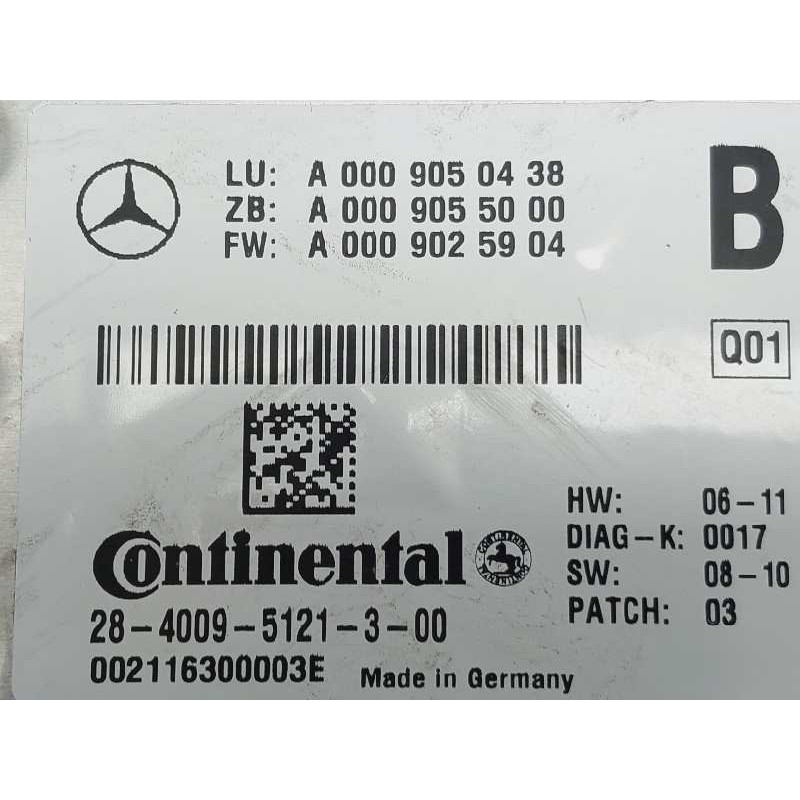 LU: A 000 905 04 38
ZB: A 000 905 50 00
FW: A 000 902 59 04
B
Q01
HW: 06-11
DIAG-K: 0017
SW: 08-10
PATCH: 03
Continental
28-4009-5121-3-00
002116300003E
Made in Germany